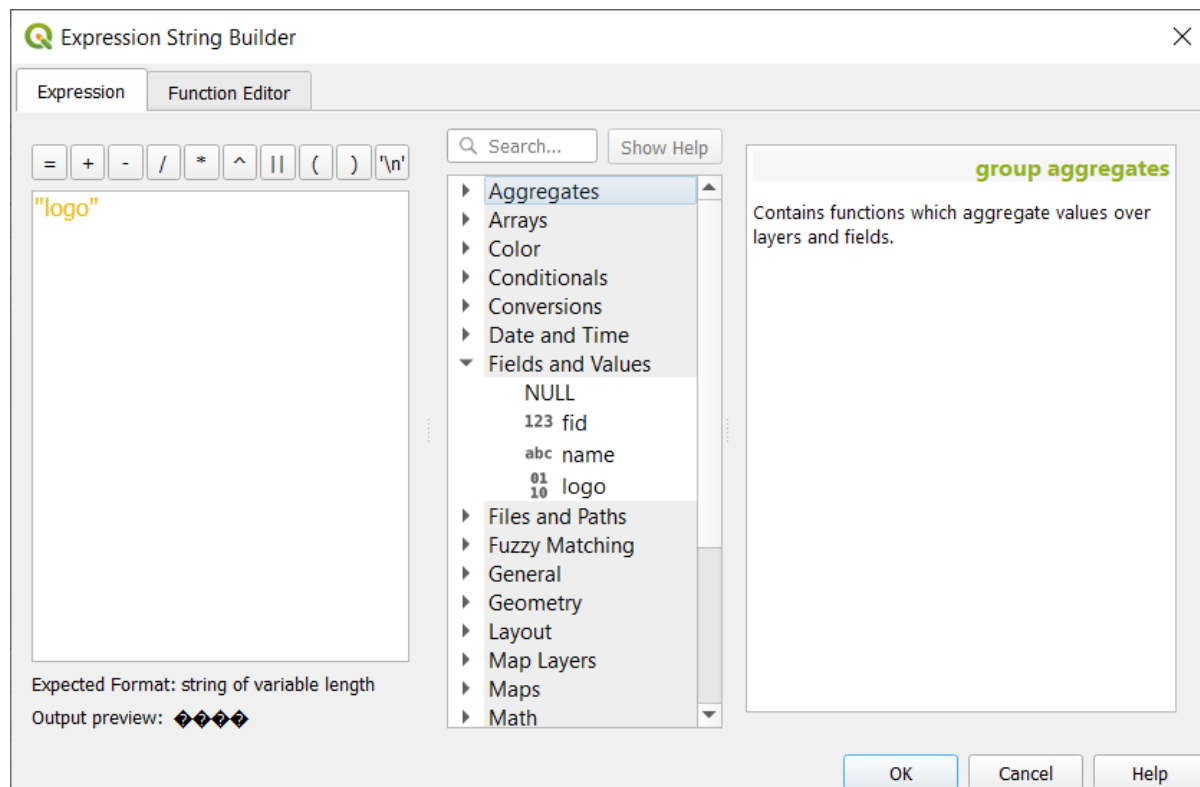 Expression String Builder
Expression
Function Editor
= + - / * ^ || ( ) '\n'
"logo"
Expected Format: string of variable length
Output preview: ����
Search...
Show Help
Aggregates
Arrays
Color
Conditionals
Conversions
Date and Time
Fields and Values
NULL
123 fid
abc name
01
10 logo
Files and Paths
Fuzzy Matching
General
Geometry
Layout
Map Layers
Maps
Math
group aggregates
Contains functions which aggregate values over
layers and fields.
OK
Cancel
Help